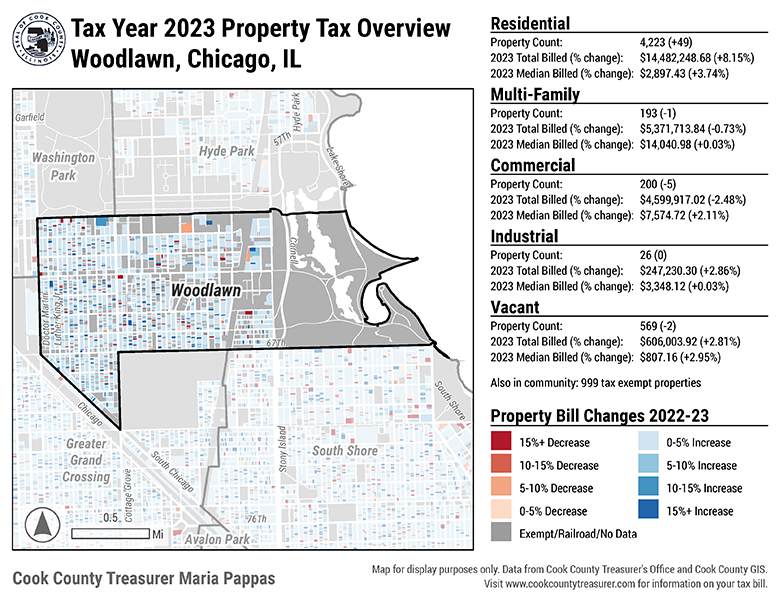 Tax Year 2023 Property Tax Overview
Woodlawn, Chicago, IL
Garfield
Washington
Park
Hyde Park
Hyde Park
57Th
Lake Shore
Cornell
Woodlawn
Doctor Martin
Luther King Jr
67Th
Chicago
South Chicago
Greater
Grand
Crossing
Cottage Grove
Stony Island
South Shore
South Shore
76Th
Avalon Park
0.5
Mi
Residential
Property Count: 4,223 (+49)
2023 Total Billed (% change): $14,482,248.68 (+8.15%)
2023 Median Billed (% change): $2,897.43 (+3.74%)
Multi-Family
Property Count: 193 (-1)
2023 Total Billed (% change): $5,371,713.84 (-0.73%)
2023 Median Billed (% change): $14,040.98 (+0.03%)
Commercial
Property Count: 200 (-5)
2023 Total Billed (% change): $4,599,917.02 (-2.48%)
2023 Median Billed (% change): $7,574.72 (+2.11%)
Industrial
Property Count: 26 (0)
2023 Total Billed (% change): $247,230.30 (+2.86%)
2023 Median Billed (% change): $3,348.12 (+0.03%)
Vacant
Property Count: 569 (-2)
2023 Total Billed (% change): $606,003.92 (+2.81%)
2023 Median Billed (% change): $807.16 (+2.95%)
Also in community: 999 tax exempt properties
Property Bill Changes 2022-23
15%+ Decrease
0-5% Increase
10-15% Decrease
5-10% Increase
5-10% Decrease
10-15% Increase
0-5% Decrease
15%+ Increase
Exempt/Railroad/No Data
Cook County Treasurer Maria Pappas
Map for display purposes only. Data from Cook County Treasurer's Office and Cook County GIS.
Visit www.cookcountytreasurer.com for information on your tax bill.